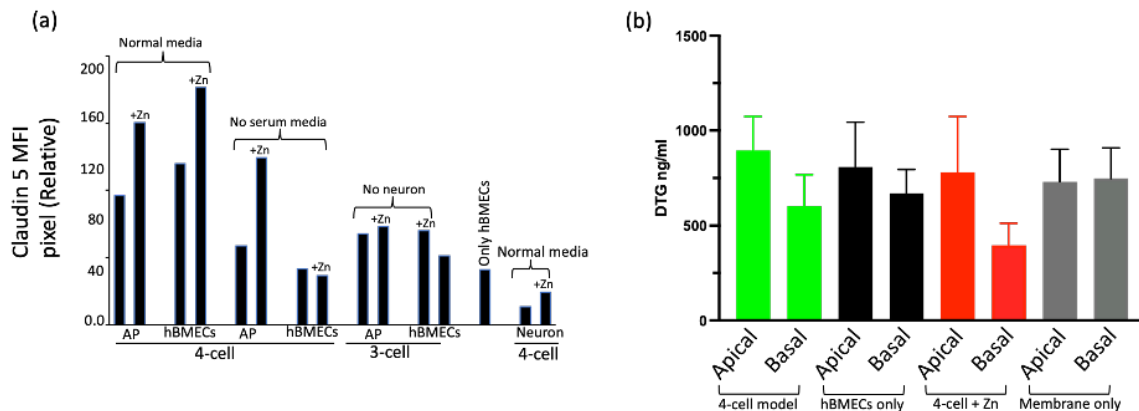 (a)
Normal media
200
+Zn
+Zn
160
No serum media
+Zn
120
No neuron
80
+Zn
+Zn
Only hBMECs
Normal media
40
+Zn
+Zn
0.0
Claudin 5 MFI
pixel (Relative)
AP hBMECs AP hBMECs AP hBMECs Neuron
4-cell 3-cell 4-cell
(b)
1500
1000
500
0
DTG ng/ml
Apical Basal Apical Basal Apical Basal Apical Basal
4-cell model hBMECs only 4-cell + Zn Membrane only